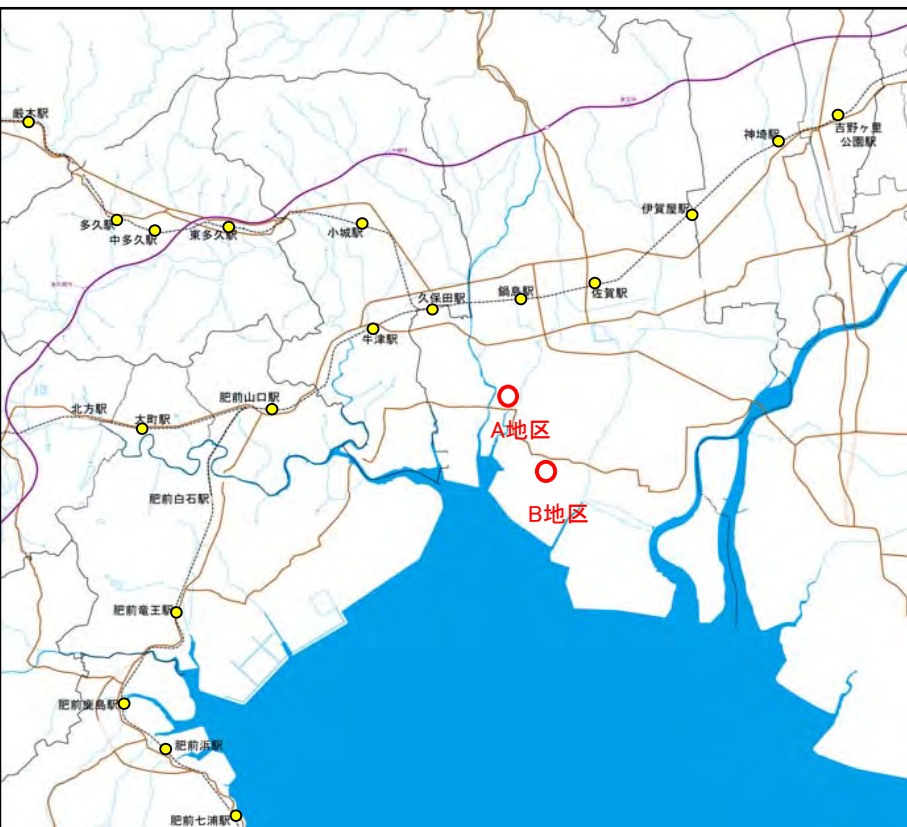 厳木駅
吉野ヶ里
公園駅
神埼駅
伊賀屋駅
多久駅
中多久駅
東多久駅
小城駅
佐賀駅
鍋島駅
久保田駅
牛津駅
肥前山口駅
北方駅
大町駅
A地区
肥前白石駅
B地区
肥前竜王駅
肥前鹿島駅
肥前浜駅
肥前七浦駅